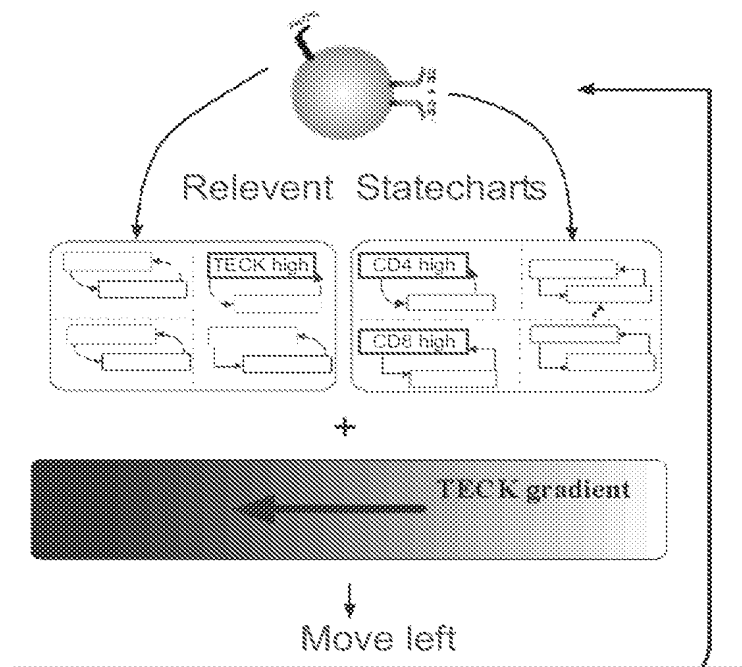 Relevent Statecharts
TECK high
CD4 high
CD8 high
+
TECK gradient
Move left